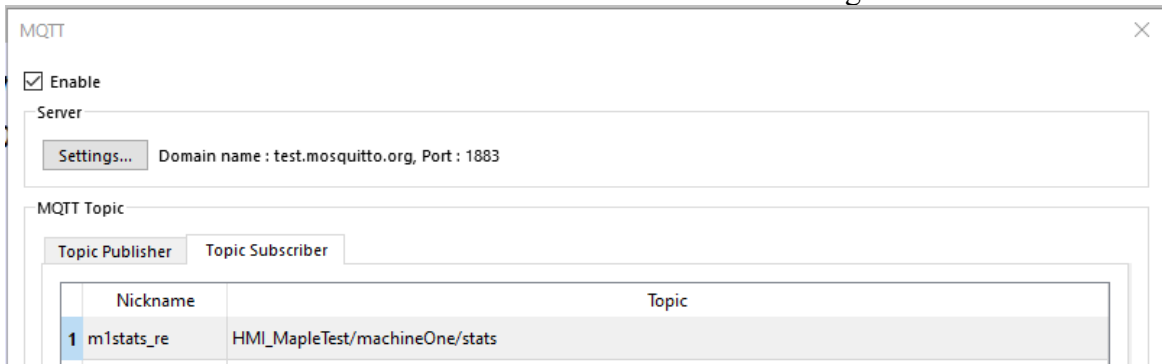 MQTT
Enable
Server
Settings... Domain name : test.mosquitto.org, Port : 1883
MQTT Topic
Topic Publisher Topic Subscriber
Nickname Topic
1 m1stats_re HMI_MapleTest/machineOne/stats